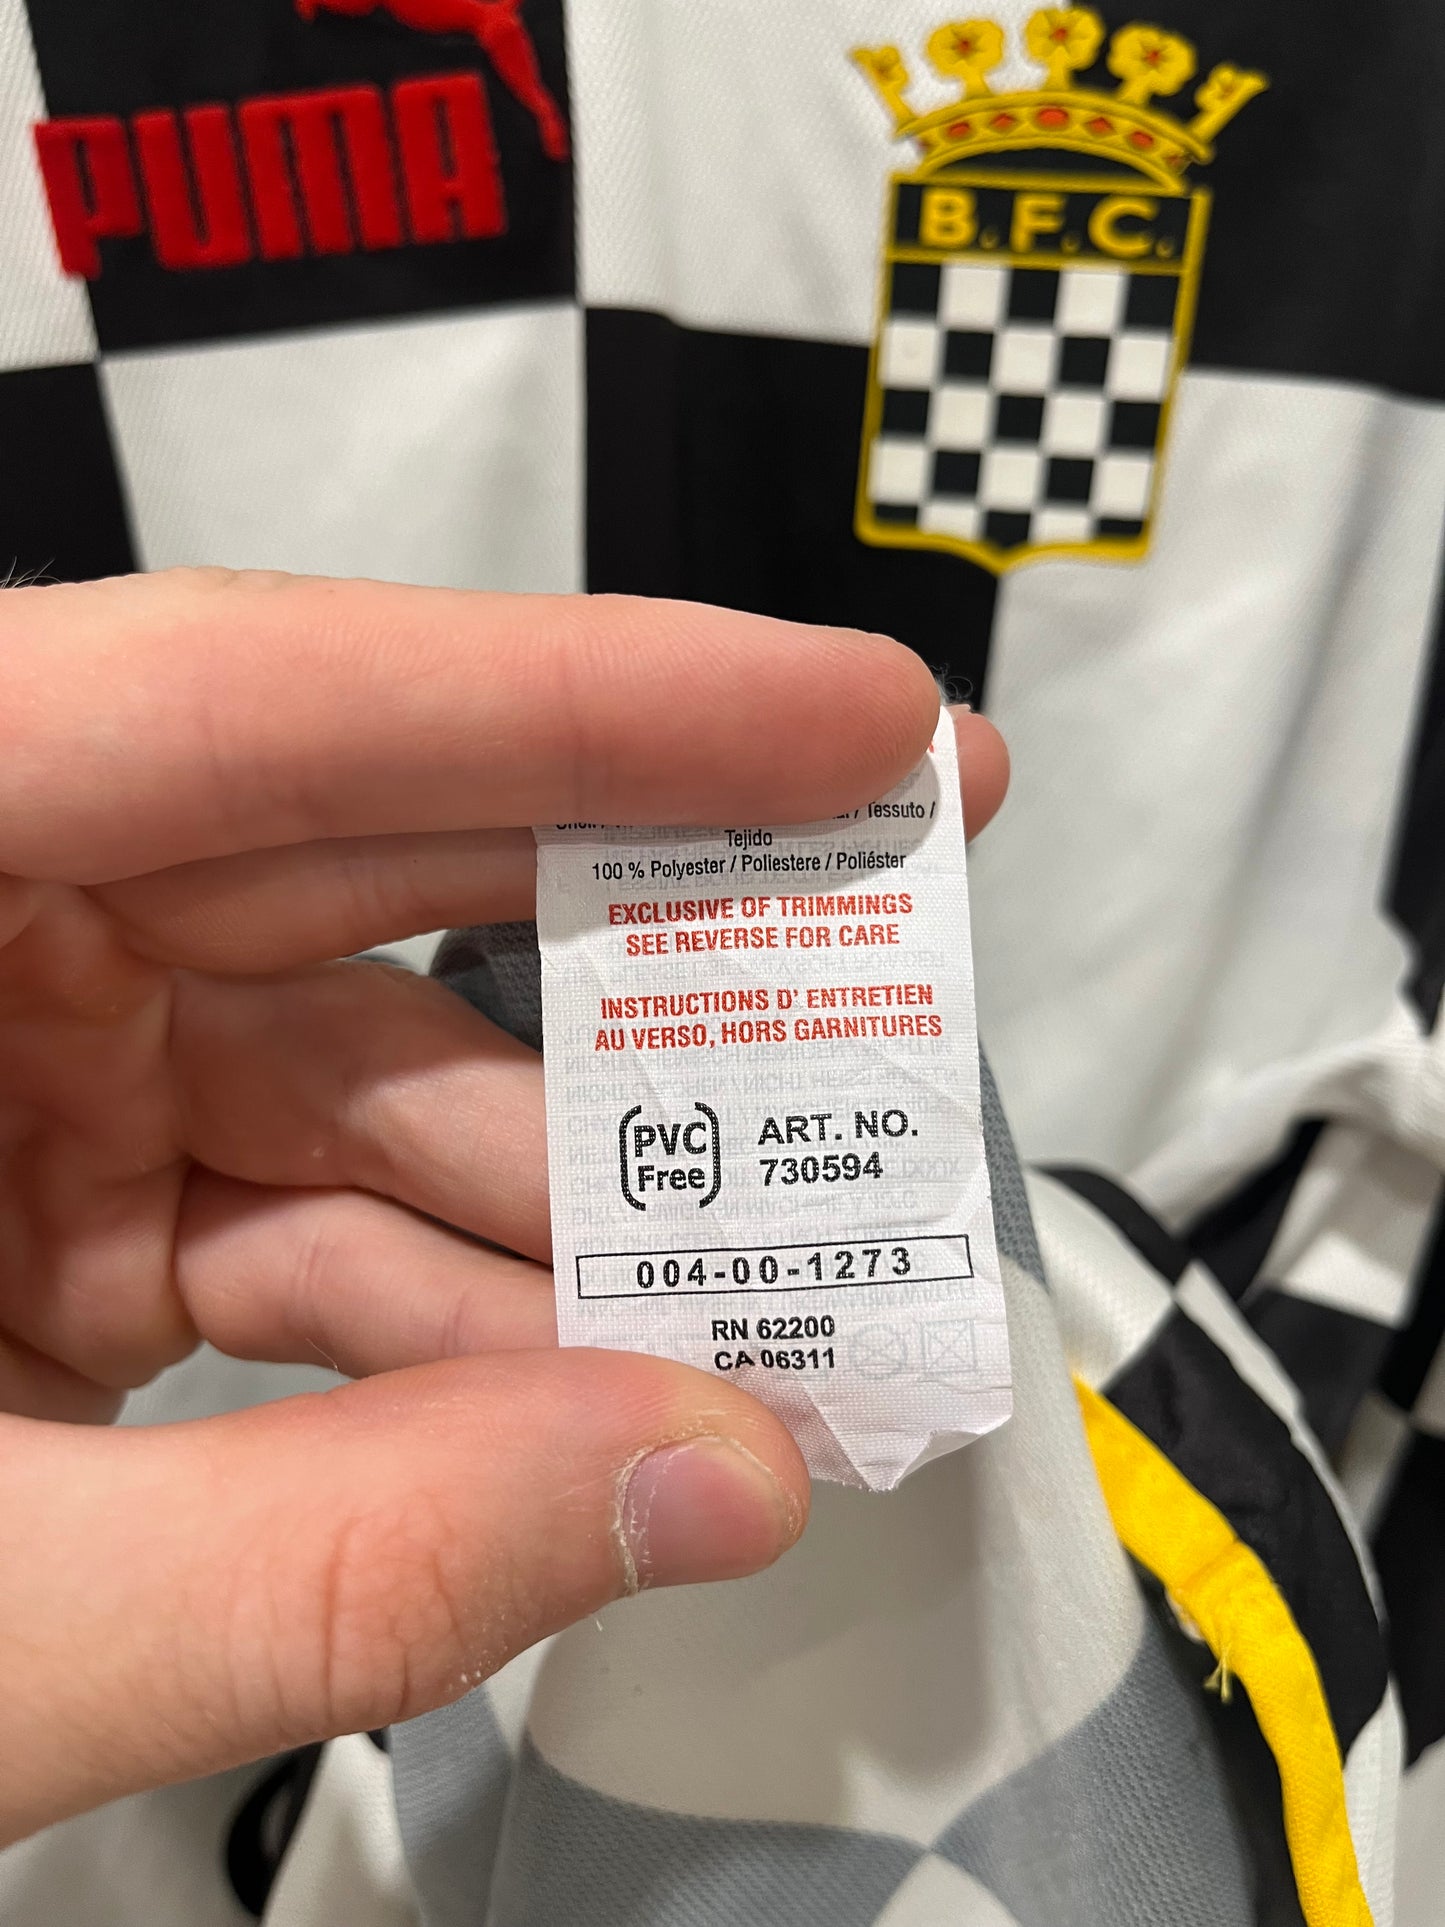 PUMA
B.F.C.
Tessuto /
Tejido
100 % Polyester / Poliestere / Poliéster
EXCLUSIVE OF TRIMMINGS
SEE REVERSE FOR CARE
INSTRUCTIONS D' ENTRETIEN
AU VERSO, HORS GARNITURES
PVC
Free
ART. NO.
730594
004-00-1273
RN 62200
CA 06311